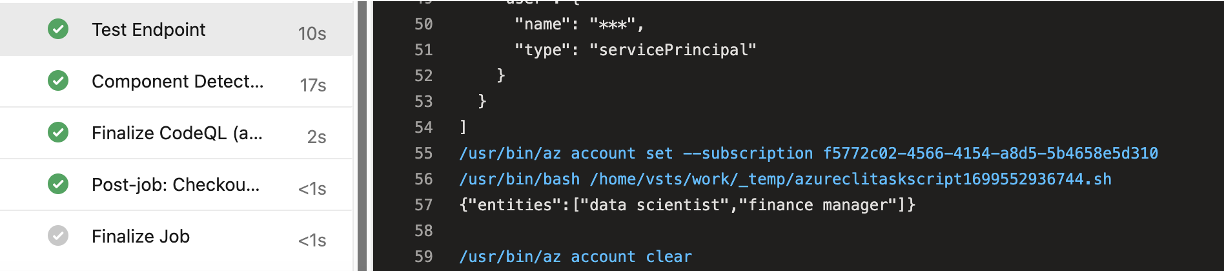 Test Endpoint 10s
Component Detect... 17s
Finalize CodeQL (a... 2s
Post-job: Checkou... <1s
Finalize Job <1s
50 "name": "***",
51 "type": "servicePrincipal"
52 }
53 }
54 ]
55 /usr/bin/az account set --subscription f5772c02-4566-4154-a8d5-5b4658e5d310
56 /usr/bin/bash /home/vsts/work/_temp/azureclitaskscript1699552936744.sh
57 {"entities":["data scientist","finance manager"]}
58
59 /usr/bin/az account clear